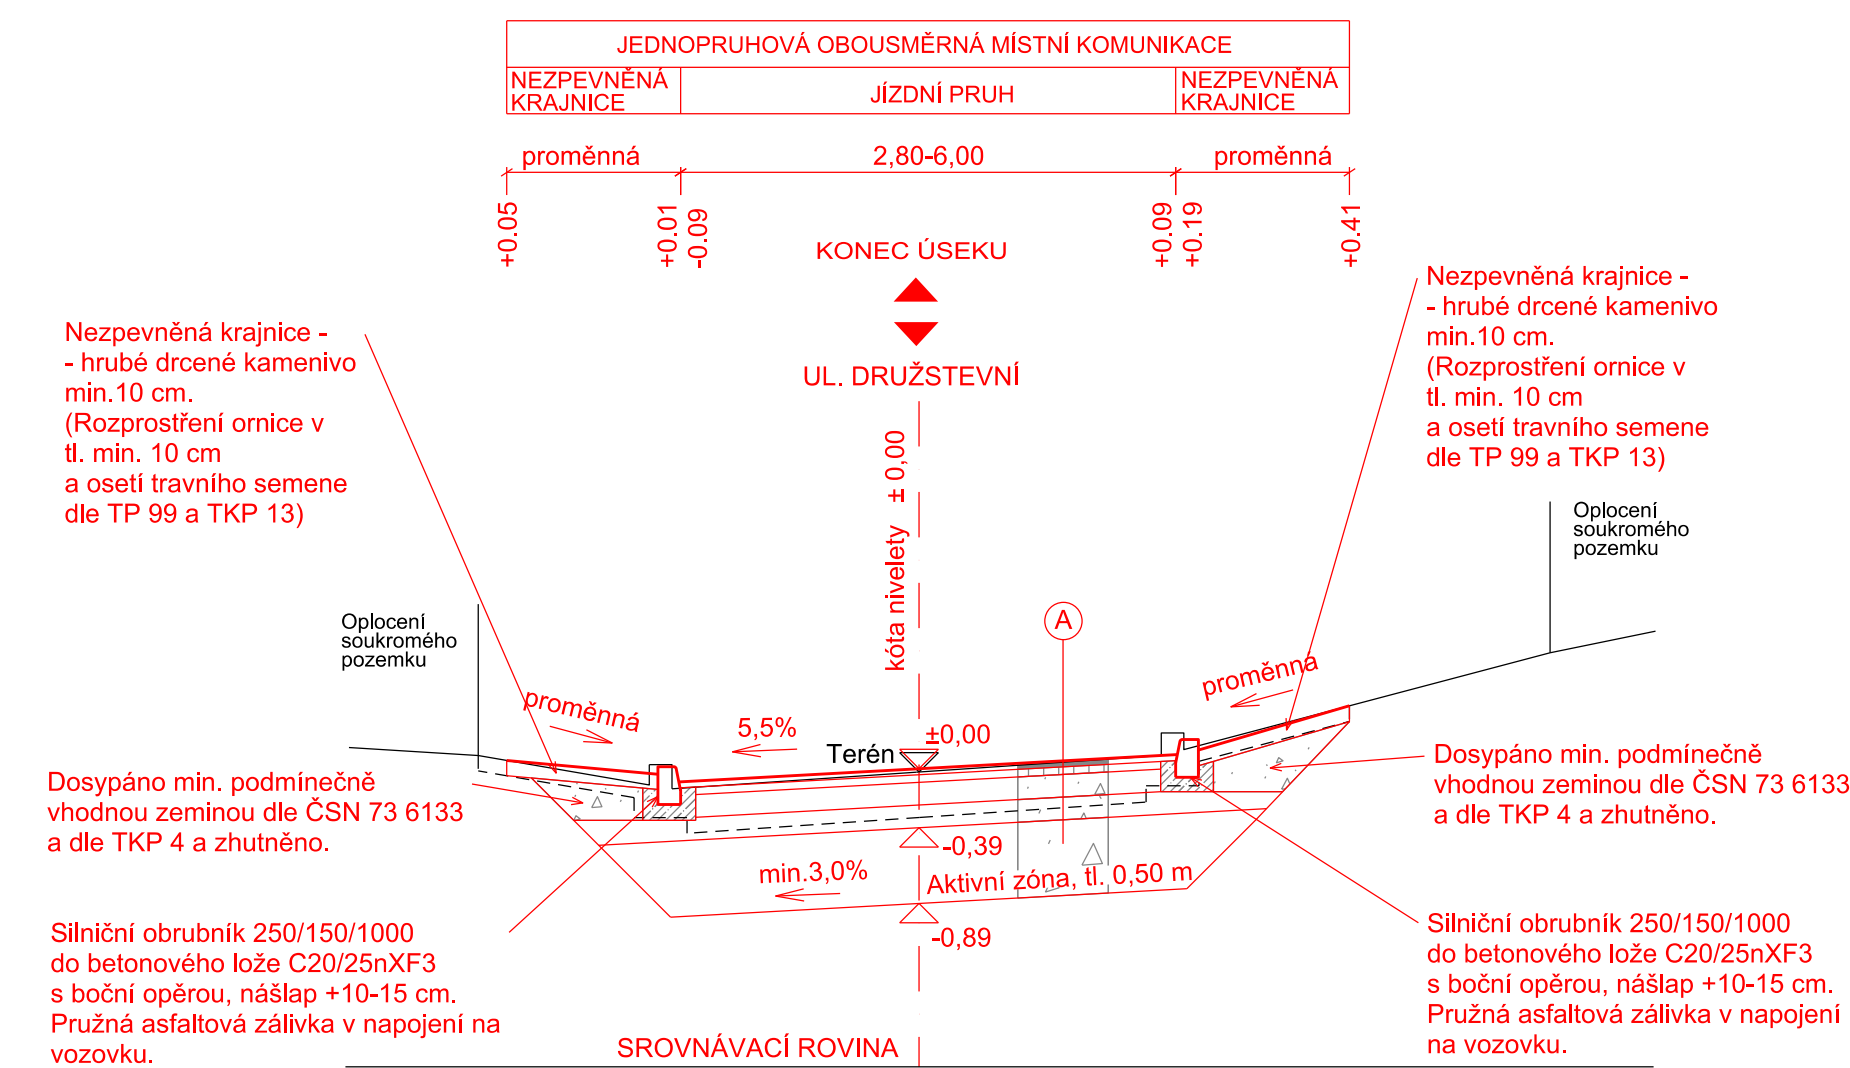 JEDNOPRUHOVÁ OBOUSMĚRNÁ MÍSTNÍ KOMUNIKACE
NEZPEVNĚNÁ
KRAJNICE
JÍZDNÍ PRUH
NEZPEVNĚNÁ
KRAJNICE
proměnná
2,80-6,00
proměnná
+0.05
+0.01
-0.09
+0.09
+0.19
+0.41
KONEC ÚSEKU
UL. DRUŽSTEVNÍ
kóta nivelety ± 0,00
Nezpevněná krajnice -
- hrubé drcené kamenivo
min.10 cm.
(Rozprostření ornice v
tl. min. 10 cm
a osetí travního semene
dle TP 99 a TKP 13)
Nezpevněná krajnice -
- hrubé drcené kamenivo
min.10 cm.
(Rozprostření ornice v
tl. min. 10 cm
a osetí travního semene
dle TP 99 a TKP 13)
Oplocení
soukromého
pozemku
Oplocení
soukromého
pozemku
A
proměnná
proměnná
5,5%
Terén
±0,00
Dosypáno min. podmínečně
vhodnou zeminou dle ČSN 73 6133
a dle TKP 4 a zhutněno.
Dosypáno min. podmínečně
vhodnou zeminou dle ČSN 73 6133
a dle TKP 4 a zhutněno.
-0,39
min.3,0%
Aktivní zóna, tl. 0,50 m
-0,89
Silniční obrubník 250/150/1000
do betonového lože C20/25nXF3
s boční opěrou, nášlap +10-15 cm.
Pružná asfaltová zálivka v napojení na
vozovku.
Silniční obrubník 250/150/1000
do betonového lože C20/25nXF3
s boční opěrou, nášlap +10-15 cm.
Pružná asfaltová zálivka v napojení
na vozovku.
SROVNÁVACÍ ROVINA